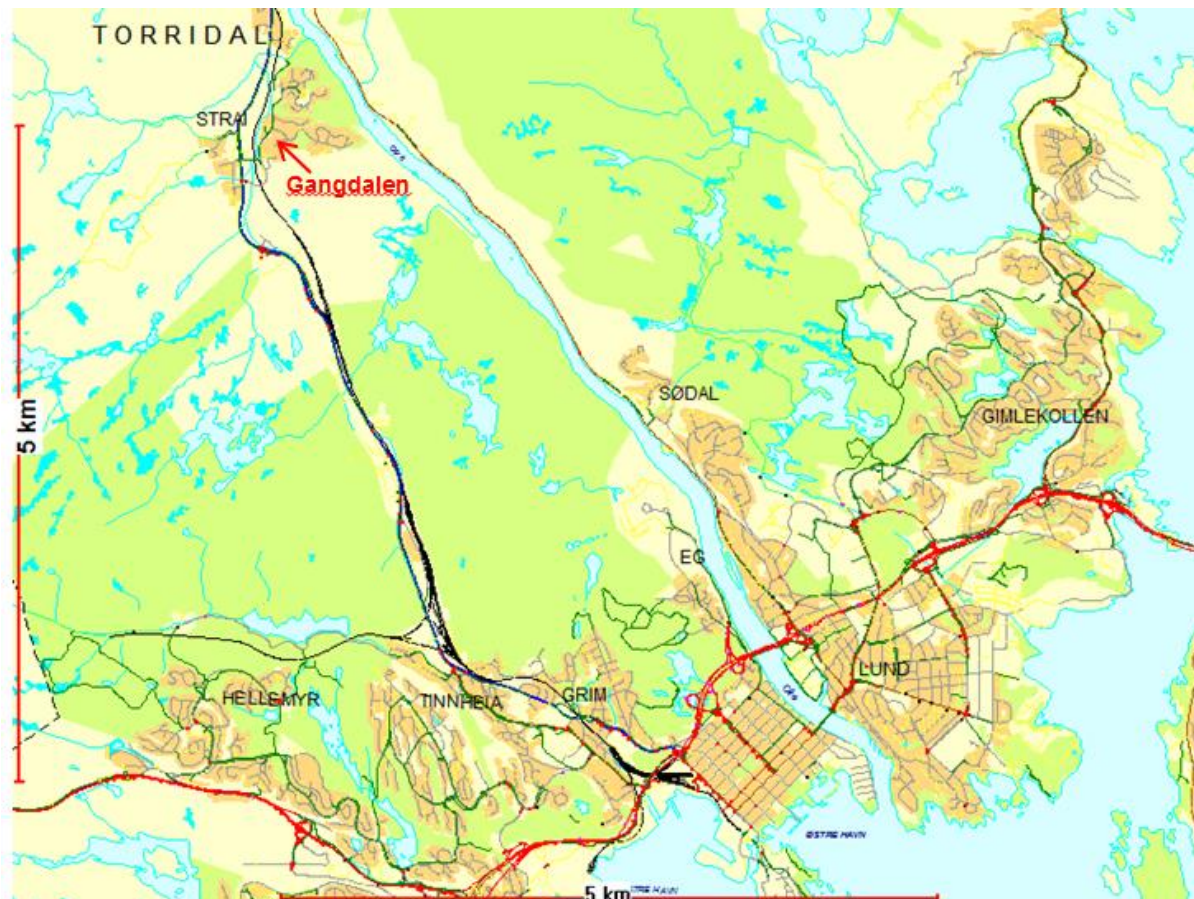 TORRIDAL
STRAI
Gangdalen
5 km
SØDAL
GIMLEKOLLEN
EG
LUND
HELLEMYR
TINNHEIA
GRIM
ØSTRE HAVN
5 km